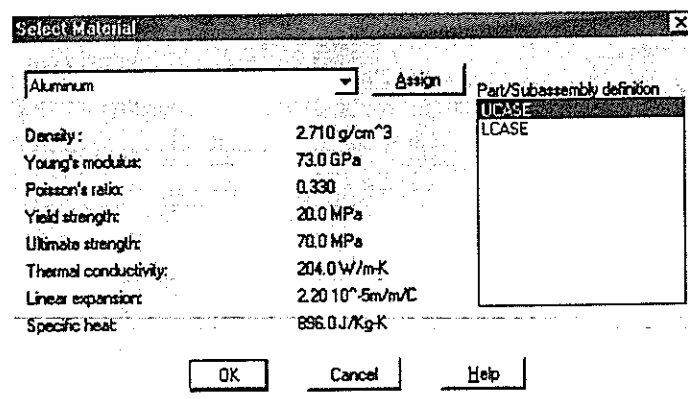 Select Material
Aluminum
Assign
Part/Subassembly definition
UCASE
LCASE
Density: 2.710 g/cm^3
Young's modulus: 73.0 GPa
Poisson's ratio: 0.330
Yield strength: 20.0 MPa
Ultimate strength: 70.0 MPa
Thermal conductivity: 204.0 W/m-K
Linear expansion: 2.20 10^-5m/m/C
Specific heat: 896.0 J/Kg-K
OK Cancel Help